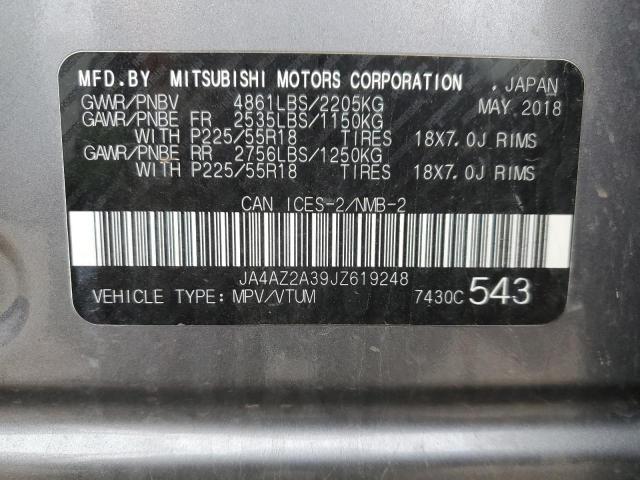 MFD.BY MITSUBISHI MOTORS CORPORATION . JAPAN
GVWR/PNBV 4861LBS/2205KG MAY 2018
GAWR/PNBE FR 2535LBS/1150KG
WITH P225/55R18 TIRES 18X7.0J RIMS
GAWR/PNBE RR 2756LBS/1250KG
WITH P225/55R18 TIRES 18X7.0J RIMS
CAN ICES-2/NMB-2
JA4AZ2A39JZ619248
VEHICLE TYPE:MPV/VTUM 7430C 543